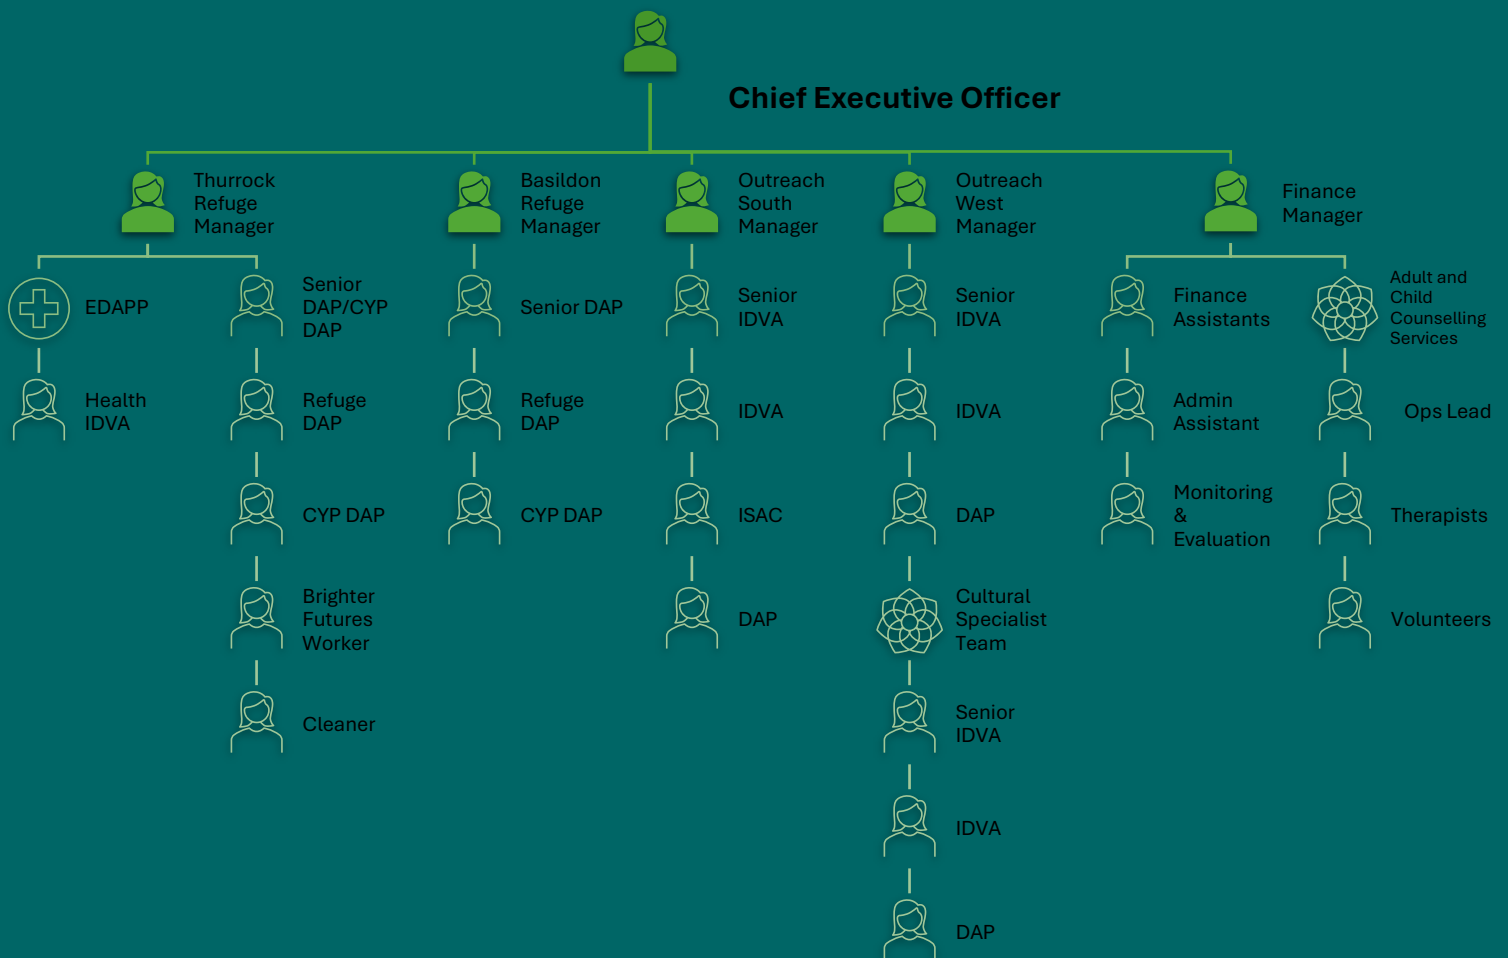 Chief Executive Officer
Thurrock
Refuge
Manager
Basildon
Refuge
Manager
Outreach
South
Manager
Outreach
West
Manager
Finance
Manager
EDAPP
Senior
DAP/CYP
DAP
Senior DAP
Senior
IDVA
Senior
IDVA
Finance
Assistants
Adult and
Child
Counselling
Services
Health
IDVA
Refuge
DAP
Refuge
DAP
IDVA
IDVA
Admin
Assistant
Ops Lead
CYP DAP
CYP DAP
ISAC
DAP
Monitoring
&
Evaluation
Therapists
Brighter
Futures
Worker
DAP
Cultural
Specialist
Team
Volunteers
Cleaner
Senior
IDVA
IDVA
DAP